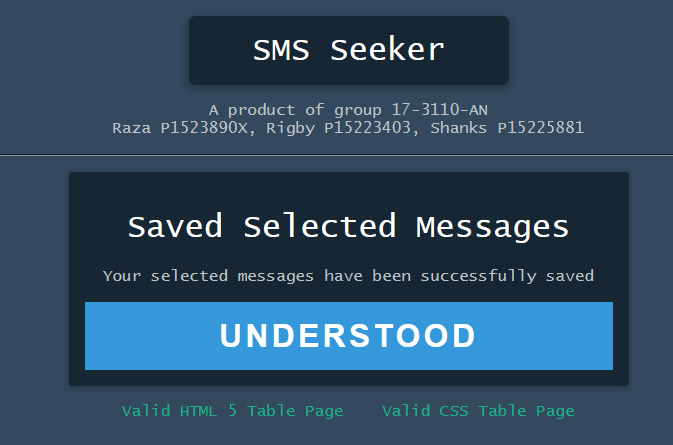 SMS Seeker
A product of group 17-3110-AN
Raza P1523890X, Rigby P15223403, Shanks P15225881
Saved Selected Messages
Your selected messages have been successfully saved
UNDERSTOOD
Valid HTML 5 Table Page Valid CSS Table Page